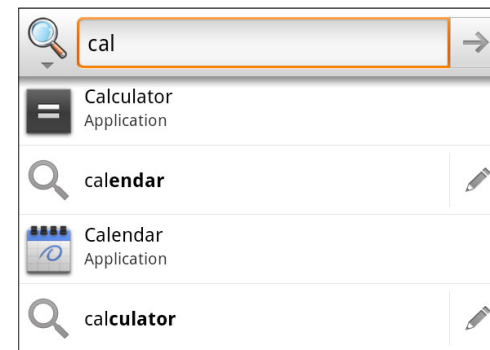 cal
Calculator
Application
calendar
Calendar
Application
calculator